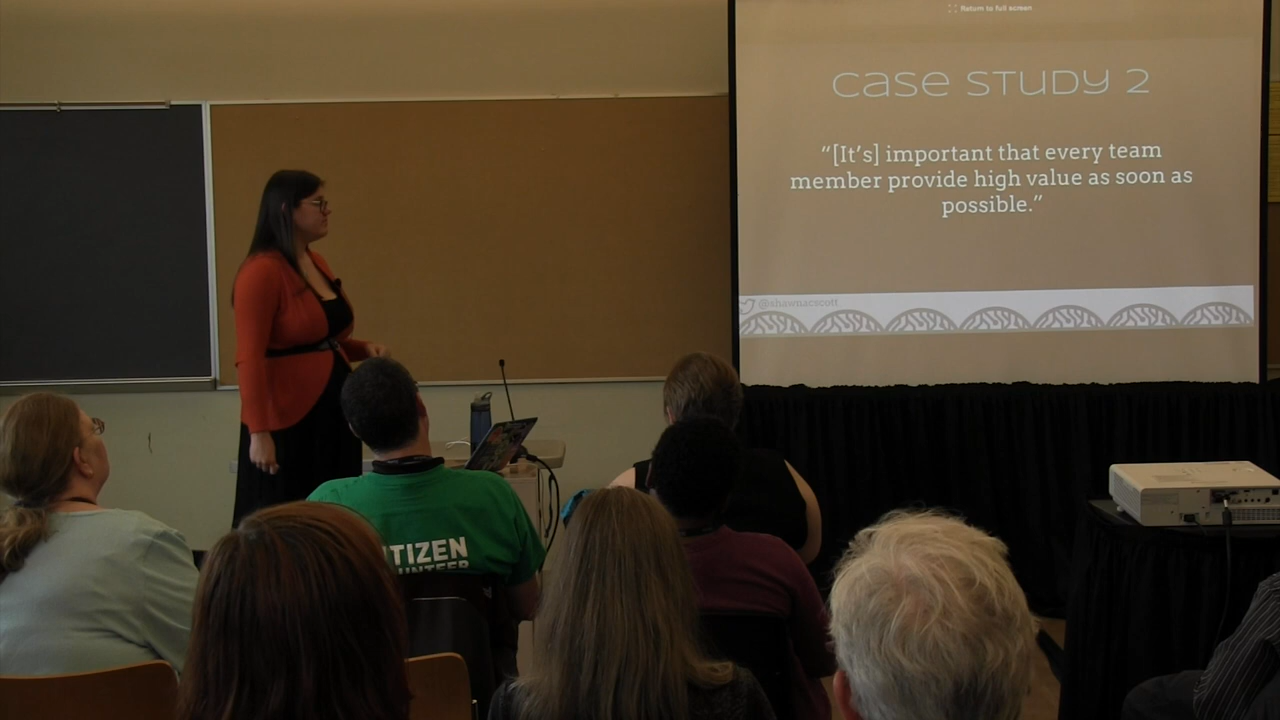 Return to full screen
Case Study 2
“[It’s] important that every team
member provide high value as soon as
possible.”
@shawnacscott
TIZEN
UNTEER